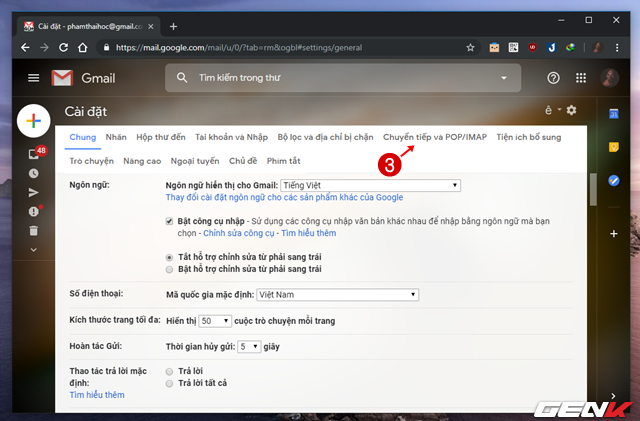 Cài đặt - phamthaihoc@gmail.co
https://mail.google.com/mail/u/0/?tab=rm&ogbl#settings/general
Gmail
Tìm kiếm trong thư
Cài đặt
48
31
Chung Nhãn Hộp thư đến Tài khoản và Nhập Bộ lọc và địa chỉ bị chặn Chuyển tiếp và POP/IMAP Tiện ích bổ sung
3
Trò chuyện Nâng cao Ngoại tuyến Chủ đề Phím tắt
Ngôn ngữ: Ngôn ngữ hiển thị cho Gmail: Tiếng Việt
Thay đổi cài đặt ngôn ngữ cho các sản phẩm khác của Google
Bật công cụ nhập - Sử dụng các công cụ nhập văn bản khác nhau để nhập bằng ngôn ngữ mà bạn
chọn - Chỉnh sửa công cụ - Tìm hiểu thêm
Tắt hỗ trợ chỉnh sửa từ phải sang trái
Bật hỗ trợ chỉnh sửa từ phải sang trái
Số điện thoại: Mã quốc gia mặc định: Việt Nam
Kích thước trang tối đa: Hiển thị 50 cuộc trò chuyện mỗi trang
Hoàn tác Gửi: Thời gian hủy gửi: 5 giây
Thao tác trả lời mặc định: Trả lời
Trả lời tất cả
Tìm hiểu thêm
GENK